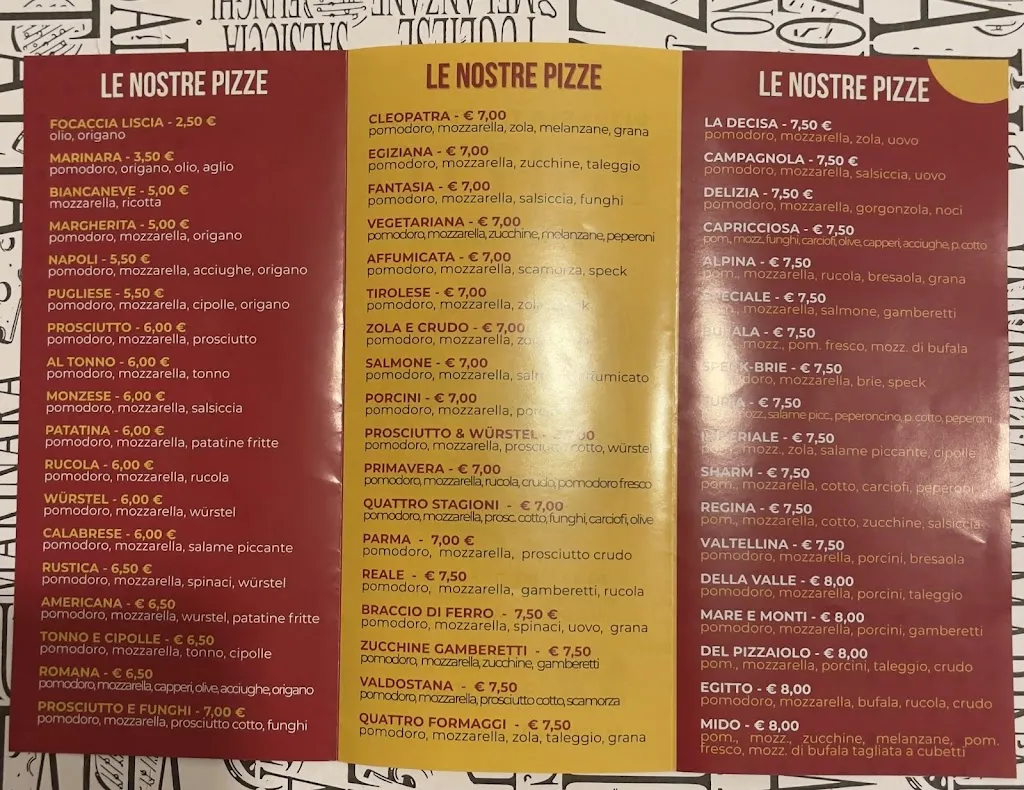 SALSICCIA
PUGLIESE
MELANZANE
MARINARA
LE NOSTRE PIZZE
FOCACCIA LISCIA - 2,50 €
olio, origano
MARINARA - 3,50 €
pomodoro, origano, olio, aglio
BIANCANEVE - 5,00 €
mozzarella, ricotta
MARGHERITA - 5,00 €
pomodoro, mozzarella, origano
NAPOLI - 5,50 €
pomodoro, mozzarella, acciughe, origano
PUGLIESE - 5,50 €
pomodoro, mozzarella, cipolle, origano
PROSCIUTTO - 6,00 €
pomodoro, mozzarella, prosciutto
AL TONNO - 6,00 €
pomodoro, mozzarella, tonno
MONZESE - 6,00 €
pomodoro, mozzarella, salsiccia
PATATINA - 6,00 €
pomodoro, mozzarella, patatine fritte
RUCOLA - 6,00 €
pomodoro, mozzarella, rucola
WÜRSTEL - 6,00 €
pomodoro, mozzarella, würstel
CALABRESE - 6,00 €
pomodoro, mozzarella, salame piccante
RUSTICA - 6,50 €
pomodoro, mozzarella, spinaci, würstel
AMERICANA - € 6,50
pomodoro, mozzarella, wurstel, patatine fritte
TONNO E CIPOLLE - € 6,50
pomodoro, mozzarella, tonno, cipolle
ROMANA - € 6,50
pomodoro, mozzarella, capperi, olive, acciughe, origano
PROSCIUTTO E FUNGHI - 7,00 €
pomodoro, mozzarella, prosciutto cotto, funghi
LE NOSTRE PIZZE
CLEOPATRA - € 7,00
pomodoro, mozzarella, zola, melanzane, grana
EGIZIANA - € 7,00
pomodoro, mozzarella, zucchine, taleggio
FANTASIA - € 7,00
pomodoro, mozzarella, salsiccia, funghi
VEGETARIANA - € 7,00
pomodoro, mozzarella, zucchine, melanzane, peperoni
AFFUMICATA - € 7,00
pomodoro, mozzarella, scamorza, speck
TIROLESE - € 7,00
pomodoro, mozzarella,
ZOLA E CRUDO - € 7,00
pomodoro, mozzarella,
SALMONE - € 7,00
pomodoro, mozzarella,
PORCINI - € 7,00
pomodoro, mozzarella,
PROSCIUTTO & WÜRSTEL -
pomodoro, mozzarella, prosciutto cotto, würstel
PRIMAVERA - € 7,00
pomodoro, mozzarella, rucola, crudo, pomodoro fresco
QUATTRO STAGIONI - € 7,00
pomodoro, mozzarella, prosc. cotto, funghi, carciofi, olive
PARMA - 7,00 €
pomodoro, mozzarella, prosciutto crudo
REALE - € 7,50
pomodoro, mozzarella, gamberetti, rucola
BRACCIO DI FERRO - 7,50 €
pomodoro, mozzarella, spinaci, uovo, grana
ZUCCHINE GAMBERETTI - € 7,50
pomodoro, mozzarella, zucchine, gamberetti
VALDOSTANA - € 7,50
pomodoro, mozzarella, prosciutto cotto, scamorza
QUATTRO FORMAGGI - € 7,50
pomodoro, mozzarella, zola, taleggio, grana
LE NOSTRE PIZZE
LA DECISA - 7,50 €
pomodoro, mozzarella, zola, uovo
CAMPAGNOLA - 7,50 €
pomodoro, mozzarella, salsiccia, uovo
DELIZIA - 7,50 €
pomodoro, mozzarella, gorgonzola, noci
CAPRICCIOSA - € 7,50
pom., mozz., funghi, carciofi, olive, capperi, acciughe, p. cotto
ALPINA - € 7,50
pom., mozzarella, rucola, bresaola, grana
SPECIALE - € 7,50
pom., mozzarella, salmone, gamberetti
BUFALA - € 7,50
mozz., pom. fresco, mozz. di bufala
SPECK-BRIE - € 7,50
pomodoro, mozzarella, brie, speck
€ 7,50
mozz., salame picc., peperoncino, p. cotto, peperoni
IMPERIALE - € 7,50
pom., mozz., zola, salame piccante, cipolle
SHARM - € 7,50
pom., mozzarella, cotto, carciofi, peperoni
REGINA - € 7,50
pom., mozzarella, cotto, zucchine, salsiccia
VALTELLINA - € 7,50
pomodoro, mozzarella, porcini, bresaola
DELLA VALLE - € 8,00
pomodoro, mozzarella, porcini, taleggio
MARE E MONTI - € 8,00
pomodoro, mozzarella, porcini, gamberetti
DEL PIZZAIOLO - € 8,00
pom., mozzarella, porcini, taleggio, crudo
EGITTO - € 8,00
pomodoro, mozzarella, bufala, rucola, crudo
MIDO - € 8,00
pom., mozz., zucchine, melanzane, pom.
fresco, mozz. di bufala tagliata a cubetti